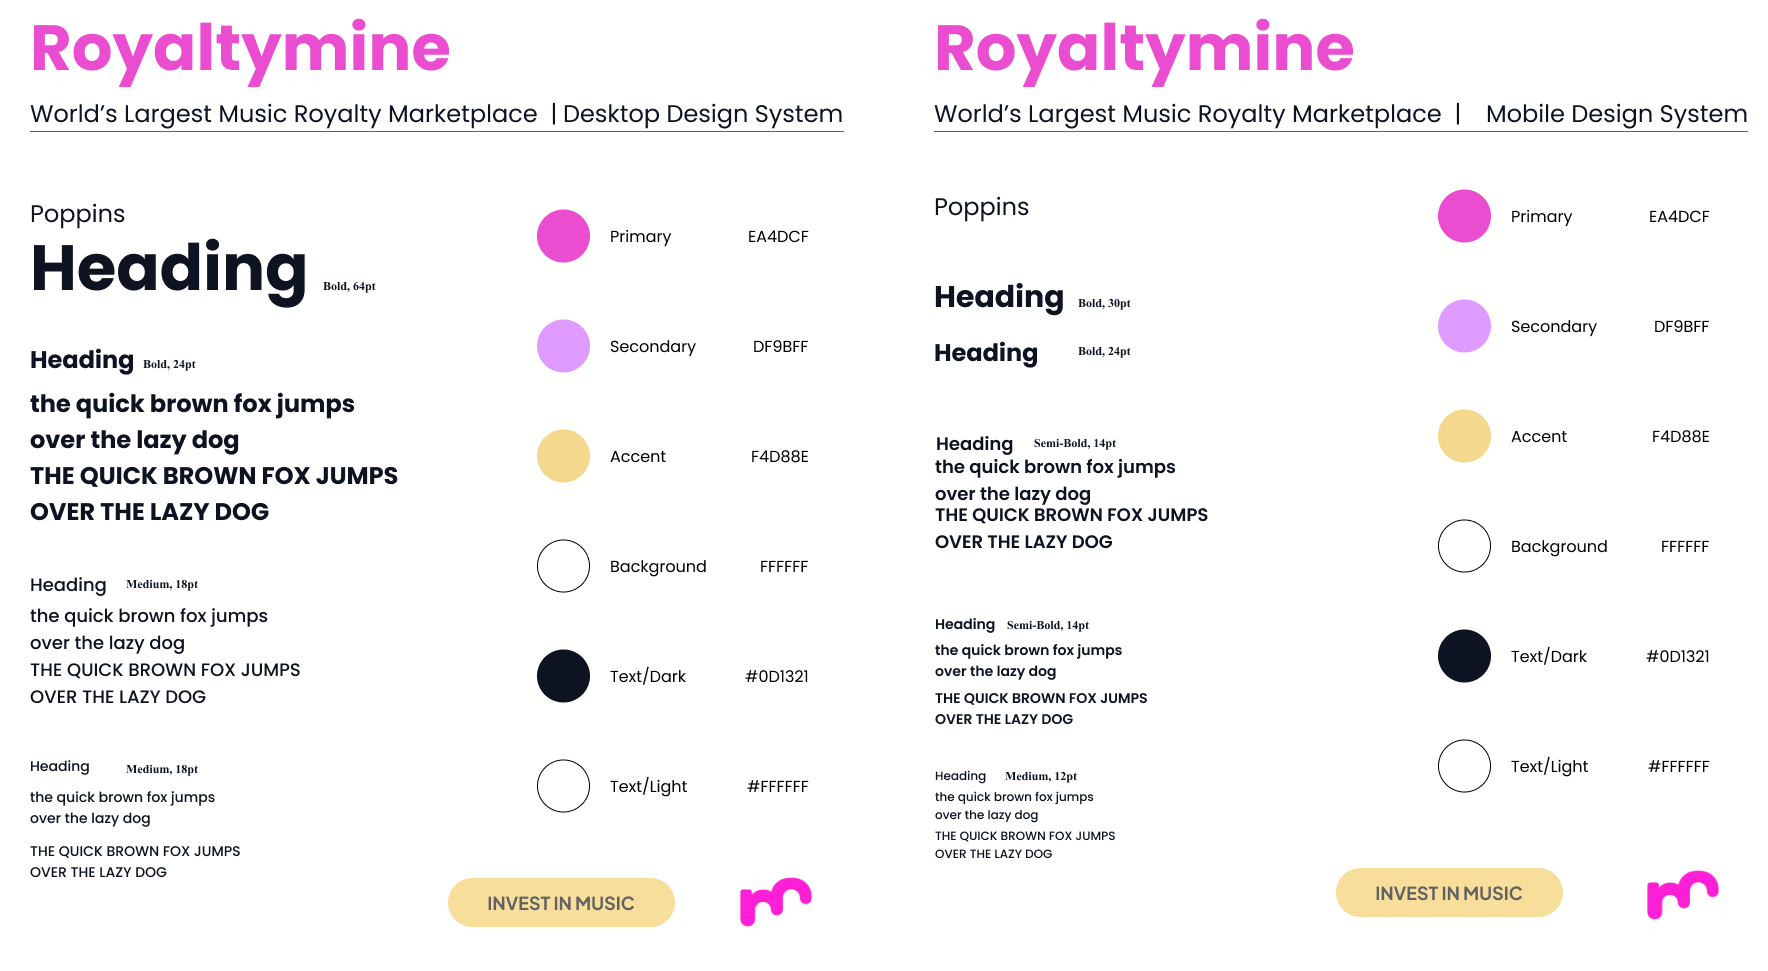 Royaltymine
World’s Largest Music Royalty Marketplace | Desktop Design System
Poppins
Heading Bold, 64pt
Heading Bold, 24pt
the quick brown fox jumps
over the lazy dog
THE QUICK BROWN FOX JUMPS
OVER THE LAZY DOG
Heading Medium, 18pt
the quick brown fox jumps
over the lazy dog
THE QUICK BROWN FOX JUMPS
OVER THE LAZY DOG
Heading Medium, 18pt
the quick brown fox jumps
over the lazy dog
THE QUICK BROWN FOX JUMPS
OVER THE LAZY DOG
Primary EA4DCF
Secondary DF9BFF
Accent F4D88E
Background FFFFFF
Text/Dark #0D1321
Text/Light #FFFFFF
INVEST IN MUSIC
Royaltymine
World’s Largest Music Royalty Marketplace | Mobile Design System
Poppins
Heading Bold, 30pt
Heading Bold, 24pt
Heading Semi-Bold, 14pt
the quick brown fox jumps
over the lazy dog
THE QUICK BROWN FOX JUMPS
OVER THE LAZY DOG
Heading Semi-Bold, 14pt
the quick brown fox jumps
over the lazy dog
THE QUICK BROWN FOX JUMPS
OVER THE LAZY DOG
Heading Medium, 12pt
the quick brown fox jumps
over the lazy dog
THE QUICK BROWN FOX JUMPS
OVER THE LAZY DOG
Primary EA4DCF
Secondary DF9BFF
Accent F4D88E
Background FFFFFF
Text/Dark #0D1321
Text/Light #FFFFFF
INVEST IN MUSIC